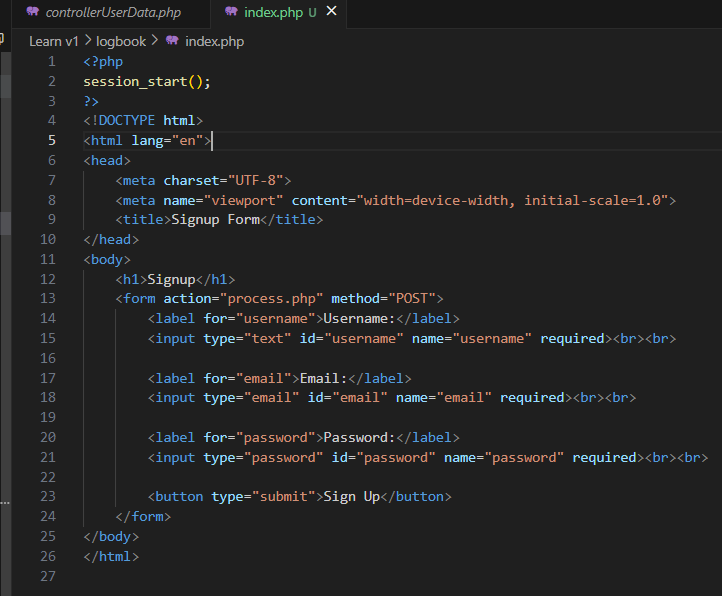 controllerUserData.php
index.php U ×
Learn v1 > logbook > index.php
1 <?php
2 session_start();
3 ?>
4 <!DOCTYPE html>
5 <html lang="en">
6 <head>
7     <meta charset="UTF-8">
8     <meta name="viewport" content="width=device-width, initial-scale=1.0">
9     <title>Signup Form</title>
10 </head>
11 <body>
12     <h1>Signup</h1>
13     <form action="process.php" method="POST">
14         <label for="username">Username:</label>
15         <input type="text" id="username" name="username" required><br><br>
16
17         <label for="email">Email:</label>
18         <input type="email" id="email" name="email" required><br><br>
19
20         <label for="password">Password:</label>
21         <input type="password" id="password" name="password" required><br><br>
22
23         <button type="submit">Sign Up</button>
24     </form>
25 </body>
26 </html>
27